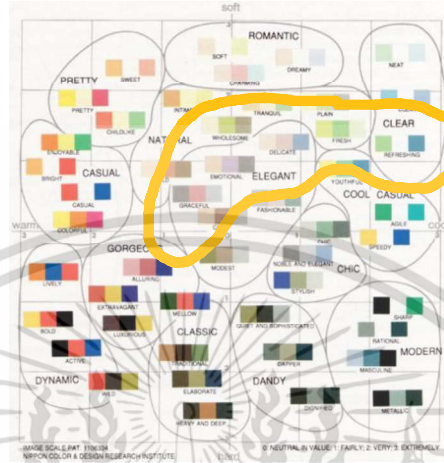 soft
ROMANTIC
SOFT
DREAMY
CHARMING
NEAT
PRETTY
SWEET
PRETTY
CHILDLIKE
TRANQUIL
PLAIN
CLEAR
NATURAL
WHOLESOME
DELICATE
FRESH
REFRESHING
ENJOYABLE
BRIGHT
CASUAL
CASUAL
COLORFUL
EMOTIONAL
ELEGANT
YOUTHFUL
GRACEFUL
FASHIONABLE
COOL CASUAL
AGILE
SPEEDY
warm
GORGEOUS
ALLURING
MODEST
CHIC
NOBLE AND ELEGANT
CHIC
STYLISH
LIVELY
EXTRAVAGANT
LUXURIOUS
MELLOW
BOLD
ACTIVE
CLASSIC
TRADITIONAL
QUIET AND SOPHISTICATED
DAPPER
SHARP
RATIONAL
MODERN
MASCULINE
DYNAMIC
WILD
ELABORATE
DANDY
HEAVY AND DEEP
DIGNIFIED
METALLIC
IMAGE SCALE PAT. 1106334
NIPPON COLOR & DESIGN RESEARCH INSTITUTE
hard
0: NEUTRAL IN VALUE, 1: FAIRLY; 2: VERY; 3: EXTREMELY